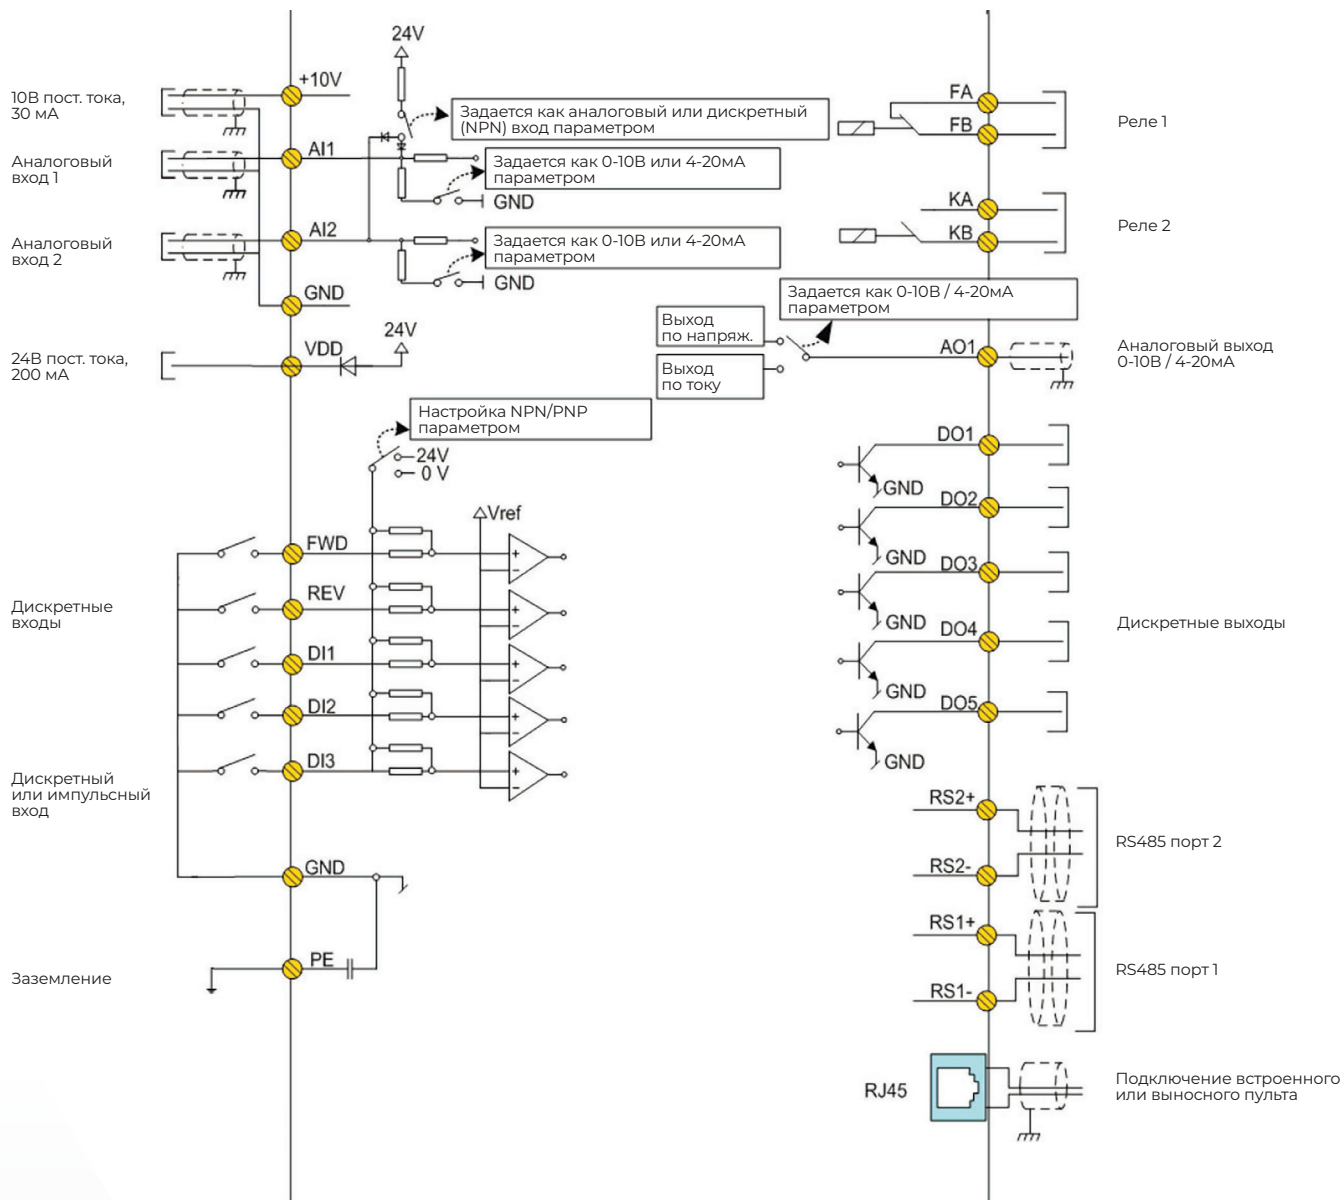 24V
+10V
10В пост. тока,
30 мА
Задается как аналоговый или дискретный
(NPN) вход параметром
AI1
Аналоговый
вход 1
Задается как 0-10В или 4-20мА
параметром
GND
AI2
Аналоговый
вход 2
Задается как 0-10В или 4-20мА
параметром
GND
GND
24V
VDD
24В пост. тока,
200 мА
Настройка NPN/PNP
параметром
24V
0 V
Vref
FWD
+
−
REV
+
−
Дискретные
входы
DI1
+
−
DI2
+
−
DI3
+
−
Дискретный
или импульсный
вход
GND
PE
Заземление
FA
FB
Реле 1
KA
KB
Реле 2
Задается как 0-10В / 4-20мА
параметром
Выход
по напряж.
Выход
по току
AO1
Аналоговый выход
0-10В / 4-20мА
DO1
GND
DO2
GND
DO3
GND
DO4
GND
DO5
GND
Дискретные выходы
RS2+
RS2-
RS485 порт 2
RS1+
RS1-
RS485 порт 1
RJ45
Подключение встроенного
или выносного пульта